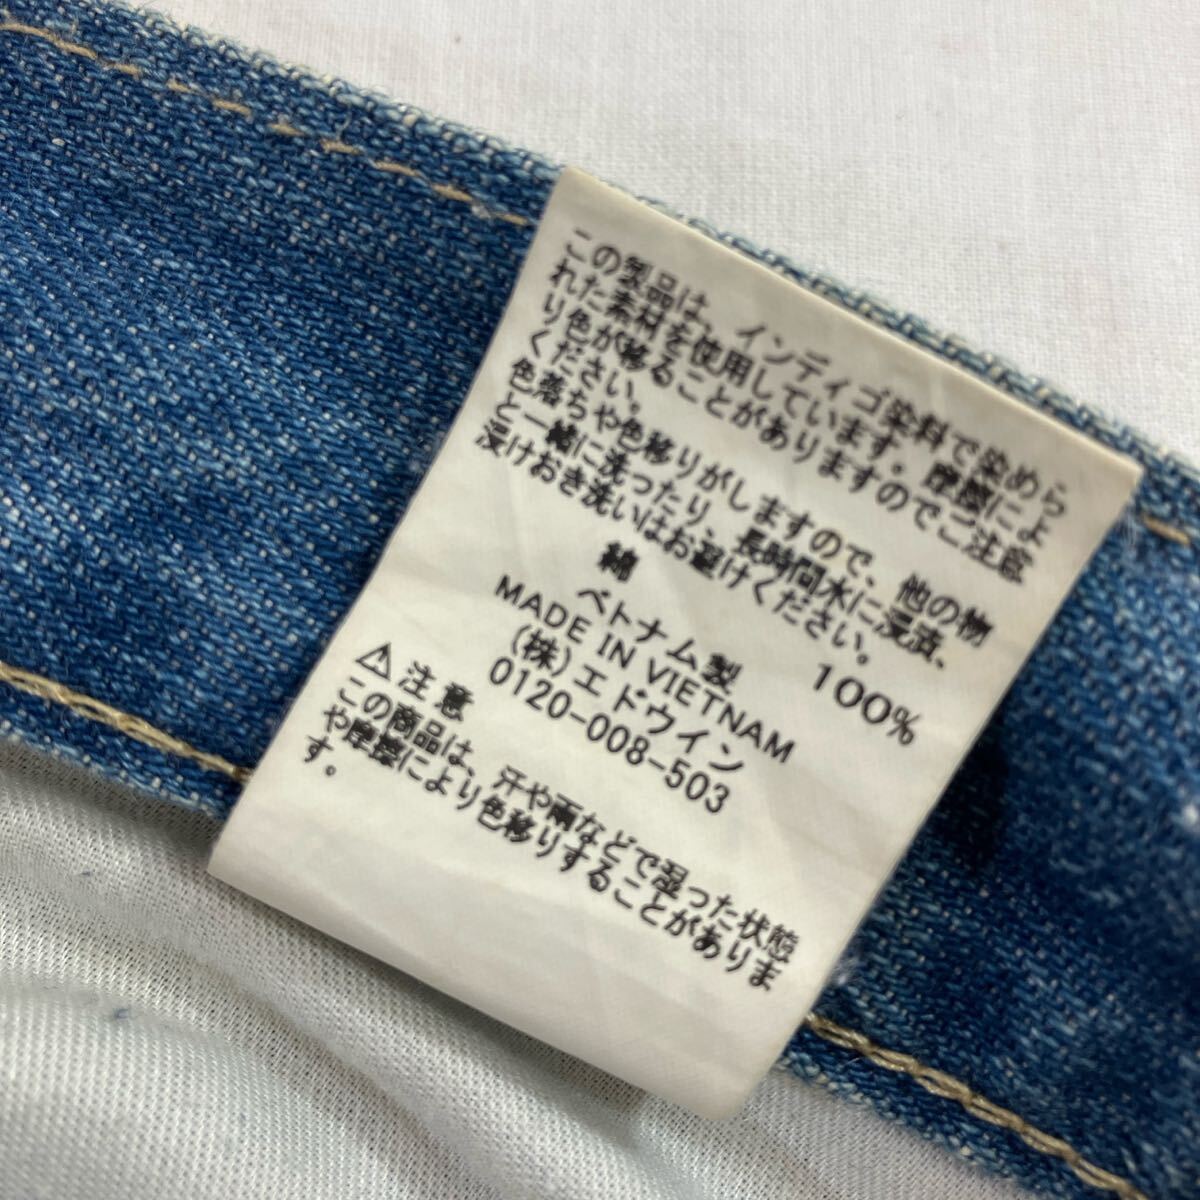 この製品は、インディゴ染料で染めら
れた素材を使用しています。摩擦によ
り色が移ることがありますのでご注意
ください。
色落ちや色移りがしますので、他の物
と一緒に洗ったり、長時間水に浸漬、
浸けおき洗いはお避けください。
綿 100%
ベトナム製
MADE IN VIETNAM
(株)エドウイン
0120-008-503
⚠注意
この商品は、汗や雨などで湿った状態
や摩擦により色移りすることがありま
す。